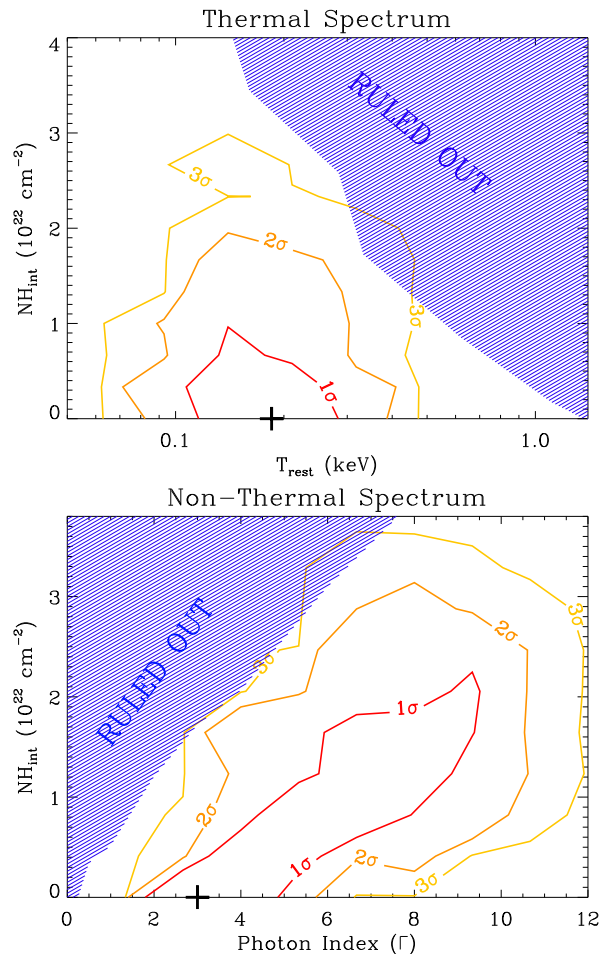 Thermal Spectrum
4
3
2
1
0
NH_int (10^22 cm^−2)
RULED OUT
3σ
2σ
3σ
1σ
0.1
1.0
T_rest (keV)
Non−Thermal Spectrum
3
2
1
0
NH_int (10^22 cm^−2)
RULED OUT
3σ
2σ
3σ
1σ
2σ
1σ
2σ
3σ
0
2
4
6
8
10
12
Photon Index (Γ)